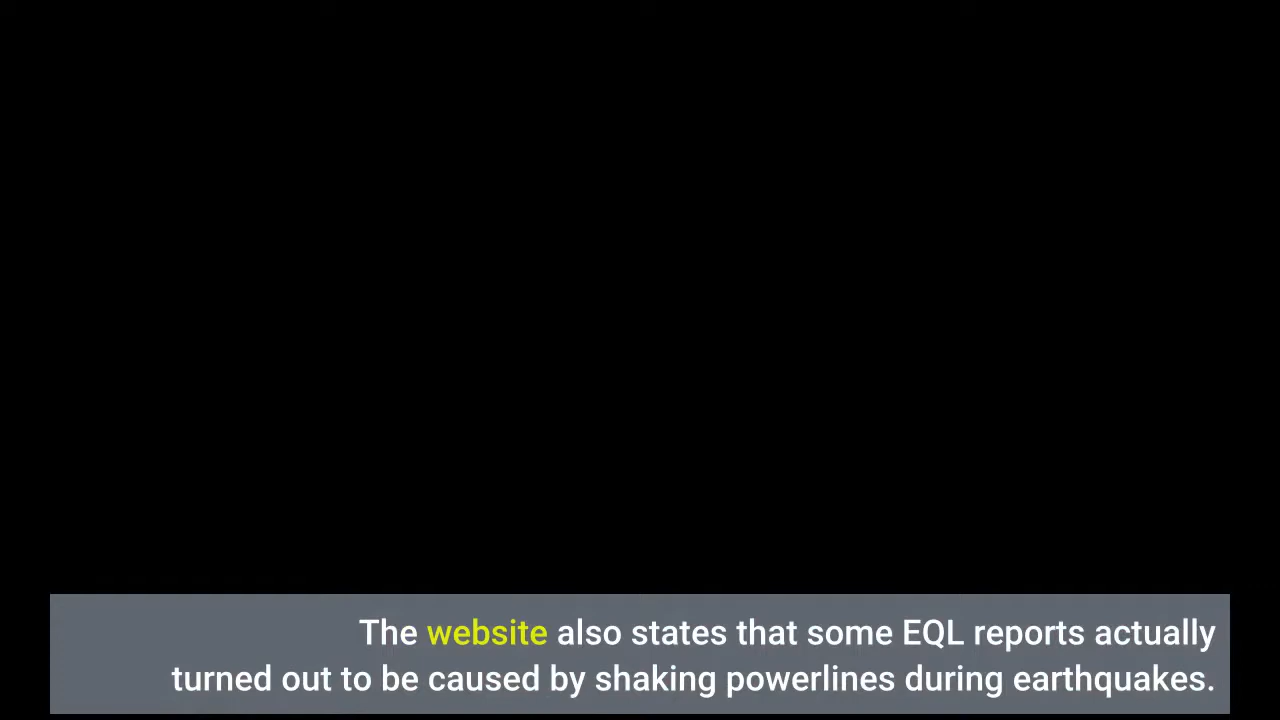 The website also states that some EQL reports actually
turned out to be caused by shaking powerlines during earthquakes.